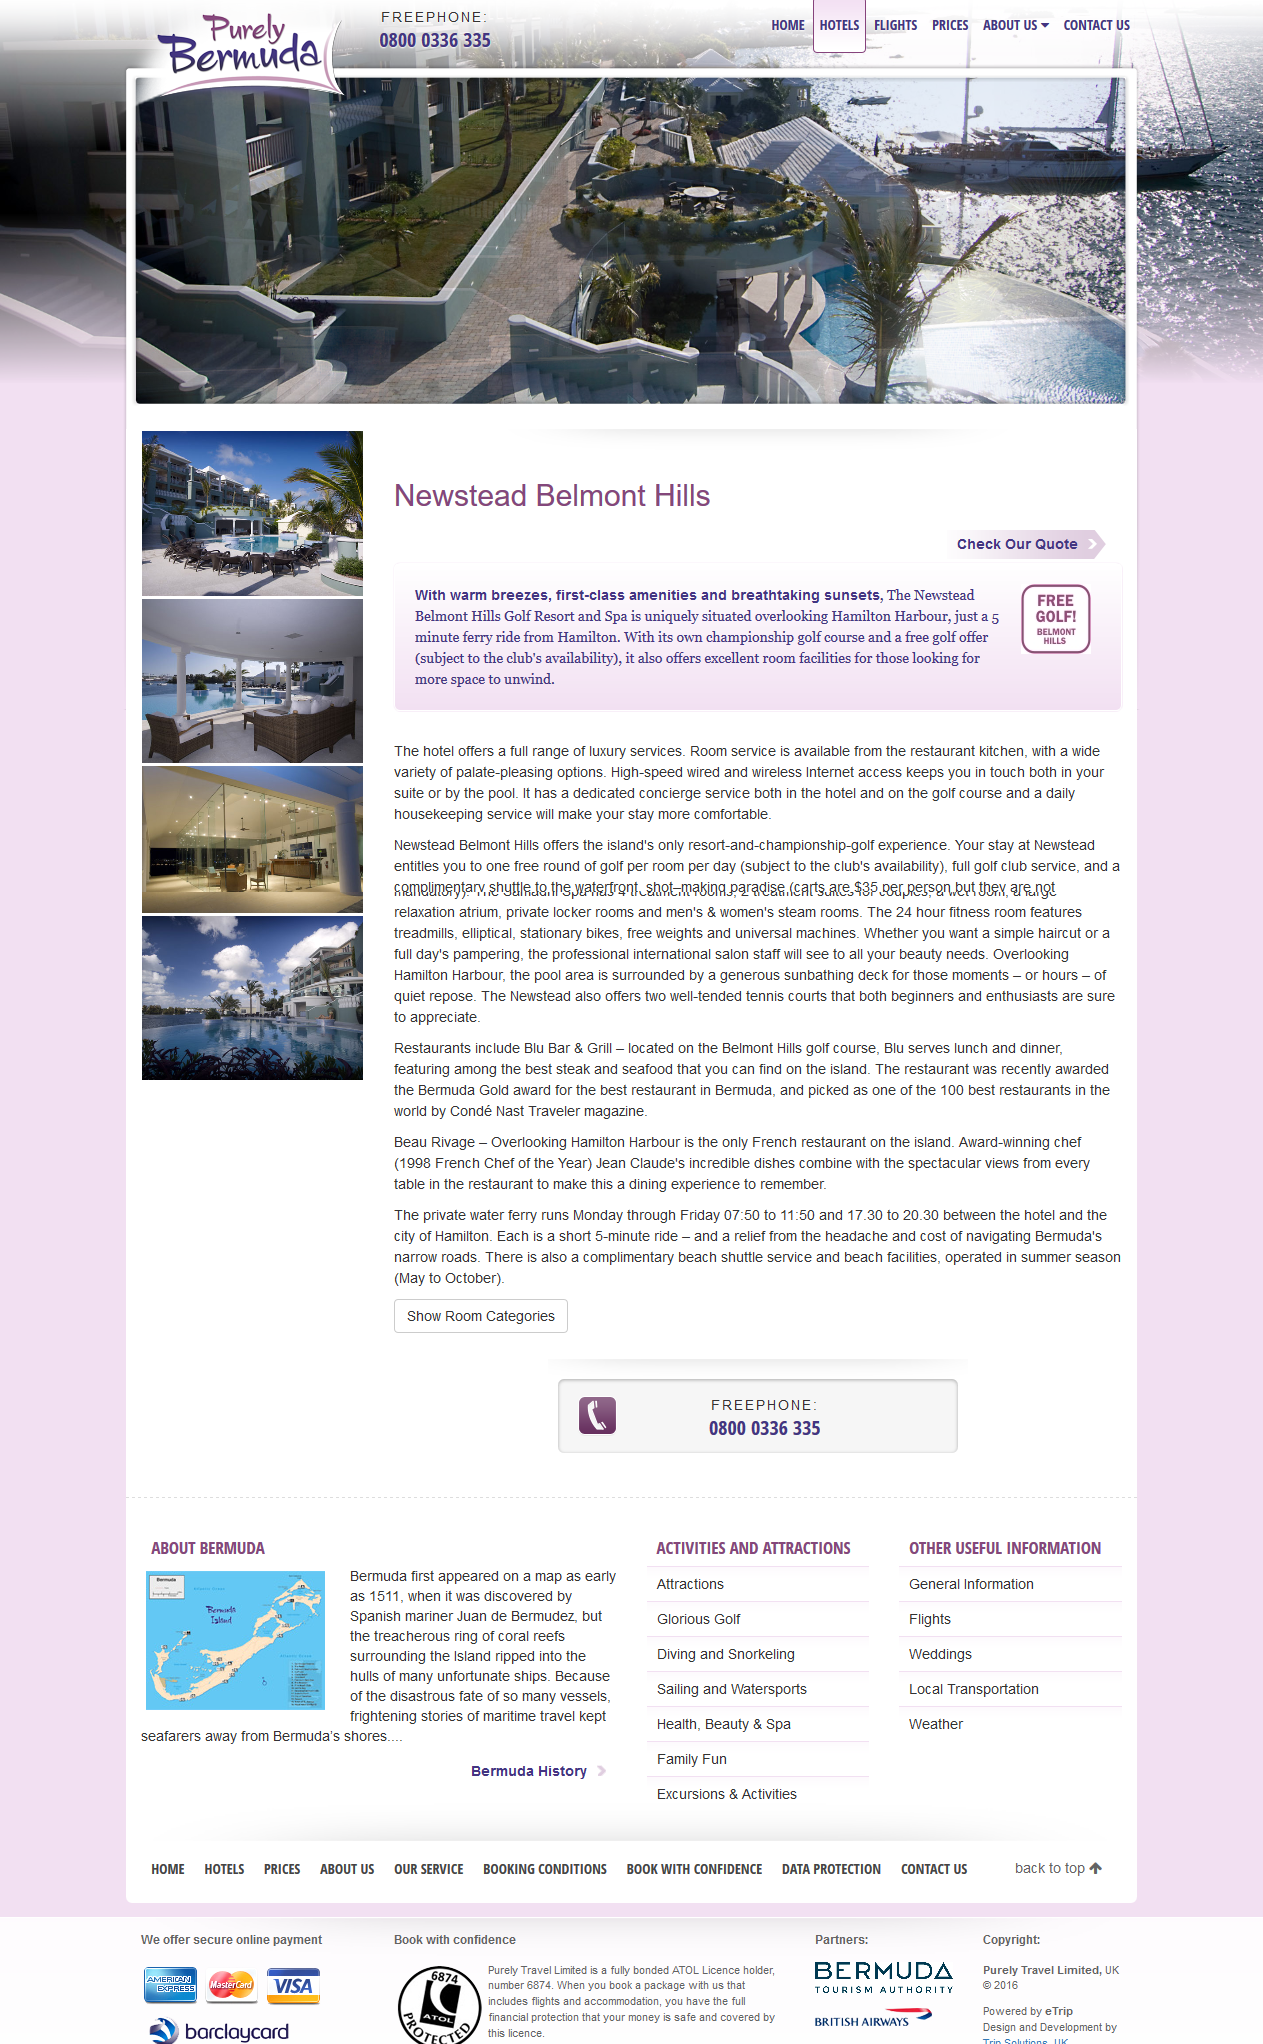 Purely
Bermuda
FREEPHONE:
0800 0336 335
HOME HOTELS FLIGHTS PRICES ABOUT US CONTACT US
Newstead Belmont Hills
Check Our Quote
With warm breezes, first-class amenities and breathtaking sunsets, The Newstead
Belmont Hills Golf Resort and Spa is uniquely situated overlooking Hamilton Harbour, just a 5
minute ferry ride from Hamilton. With its own championship golf course and a free golf offer
(subject to the club's availability), it also offers excellent room facilities for those looking for
more space to unwind.
FREE
GOLF!
BELMONT
HILLS
The hotel offers a full range of luxury services. Room service is available from the restaurant kitchen, with a wide
variety of palate-pleasing options. High-speed wired and wireless Internet access keeps you in touch both in your
suite or by the pool. It has a dedicated concierge service both in the hotel and on the golf course and a daily
housekeeping service will make your stay more comfortable.
Newstead Belmont Hills offers the island's only resort-and-championship-golf experience. Your stay at Newstead
entitles you to one free round of golf per room per day (subject to the club's availability), full golf club service, and a
complimentary shuttle to the waterfront, shot–making paradise (carts are $35 per person but they are not
relaxation atrium, private locker rooms and men's & women's steam rooms. The 24 hour fitness room features
treadmills, elliptical, stationary bikes, free weights and universal machines. Whether you want a simple haircut or a
full day's pampering, the professional international salon staff will see to all your beauty needs. Overlooking
Hamilton Harbour, the pool area is surrounded by a generous sunbathing deck for those moments – or hours – of
quiet repose. The Newstead also offers two well-tended tennis courts that both beginners and enthusiasts are sure
to appreciate.
Restaurants include Blu Bar & Grill – located on the Belmont Hills golf course, Blu serves lunch and dinner,
featuring among the best steak and seafood that you can find on the island. The restaurant was recently awarded
the Bermuda Gold award for the best restaurant in Bermuda, and picked as one of the 100 best restaurants in the
world by Condé Nast Traveler magazine.
Beau Rivage – Overlooking Hamilton Harbour is the only French restaurant on the island. Award-winning chef
(1998 French Chef of the Year) Jean Claude's incredible dishes combine with the spectacular views from every
table in the restaurant to make this a dining experience to remember.
The private water ferry runs Monday through Friday 07:50 to 11:50 and 17.30 to 20.30 between the hotel and the
city of Hamilton. Each is a short 5-minute ride – and a relief from the headache and cost of navigating Bermuda's
narrow roads. There is also a complimentary beach shuttle service and beach facilities, operated in summer season
(May to October).
Show Room Categories
FREEPHONE:
0800 0336 335
ABOUT BERMUDA
Bermuda
Bermuda
Island
Bermuda first appeared on a map as early
as 1511, when it was discovered by
Spanish mariner Juan de Bermudez, but
the treacherous ring of coral reefs
surrounding the Island ripped into the
hulls of many unfortunate ships. Because
of the disastrous fate of so many vessels,
frightening stories of maritime travel kept
seafarers away from Bermuda's shores....
Bermuda History
ACTIVITIES AND ATTRACTIONS
Attractions
Glorious Golf
Diving and Snorkeling
Sailing and Watersports
Health, Beauty & Spa
Family Fun
Excursions & Activities
OTHER USEFUL INFORMATION
General Information
Flights
Weddings
Local Transportation
Weather
HOME HOTELS PRICES ABOUT US OUR SERVICE BOOKING CONDITIONS BOOK WITH CONFIDENCE DATA PROTECTION CONTACT US back to top
We offer secure online payment
AMERICAN
EXPRESS
MasterCard
VISA
barclaycard
Book with confidence
6874
ATOL
PROTECTED
Purely Travel Limited is a fully bonded ATOL Licence holder,
number 6874. When you book a package with us that
includes flights and accommodation, you have the full
financial protection that your money is safe and covered by
this licence.
Partners:
BERMUDA
TOURISM AUTHORITY
BRITISH AIRWAYS
Copyright:
Purely Travel Limited, UK
© 2016
Powered by eTrip
Design and Development by
Trip Solutions, UK